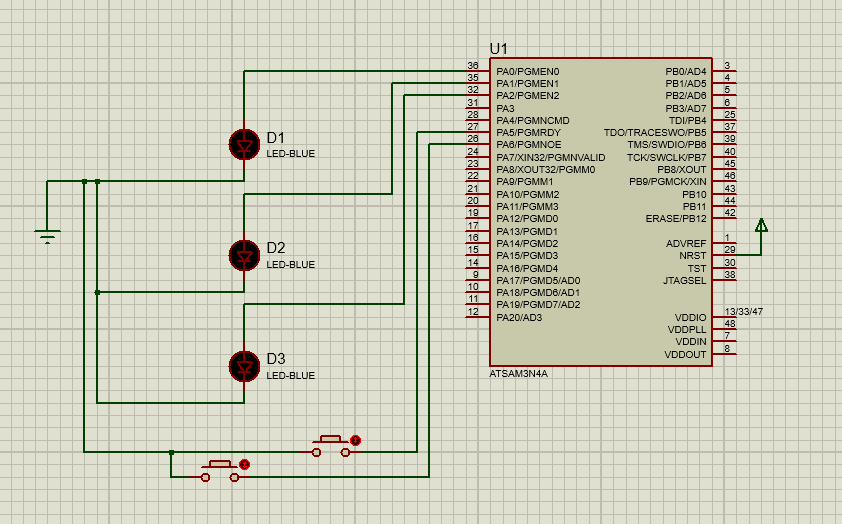 U1
36 PA0/PGMEN0 PB0/AD4 3
35 PA1/PGMEN1 PB1/AD5 4
32 PA2/PGMEN2 PB2/AD6 5
31 PA3 PB3/AD7 6
28 PA4/PGMNCMD TDI/PB4 25
27 PA5/PGMRDY TDO/TRACESWO/PB5 37
26 PA6/PGMNOE TMS/SWDIO/PB6 39
24 PA7/XIN32/PGMNVALID TCK/SWCLK/PB7 40
23 PA8/XOUT32/PGMM0 PB8/XOUT 45
22 PA9/PGMM1 PB9/PGMCK/XIN 46
21 PA10/PGMM2 PB10 43
20 PA11/PGMM3 PB11 44
19 PA12/PGMD0 ERASE/PB12 42
17 PA13/PGMD1
16 PA14/PGMD2 ADVREF 1
15 PA15/PGMD3 NRST 29
14 PA16/PGMD4 TST 30
9 PA17/PGMD5/AD0 JTAGSEL 38
10 PA18/PGMD6/AD1
11 PA19/PGMD7/AD2
12 PA20/AD3 VDDIO 13/33/47
VDDPLL 48
VDDIN 7
VDDOUT 8
ATSAM3N4A
D1
LED-BLUE
D2
LED-BLUE
D3
LED-BLUE